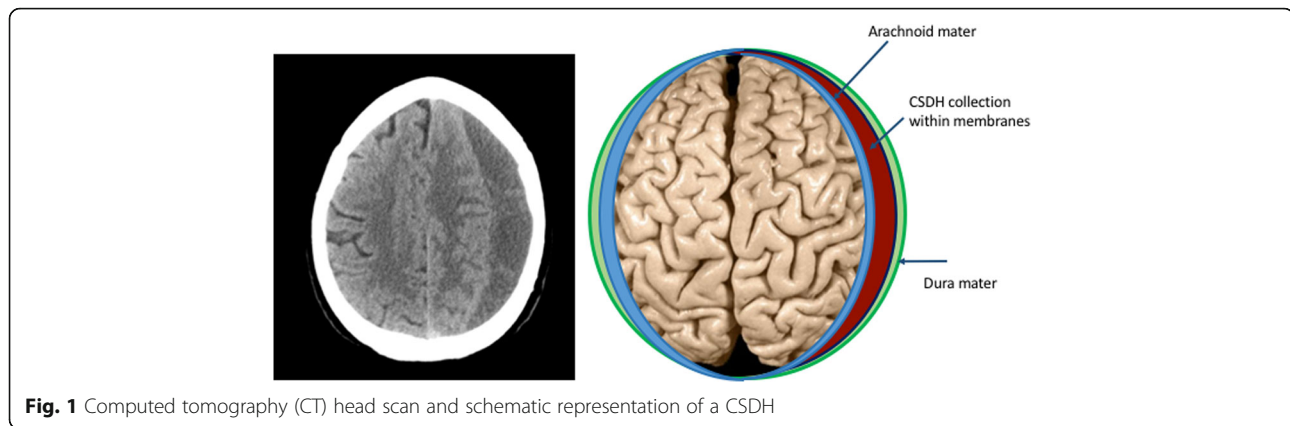 Arachnoid mater
CSDH collection
within membranes
Dura mater
Fig. 1 Computed tomography (CT) head scan and schematic representation of a CSDH